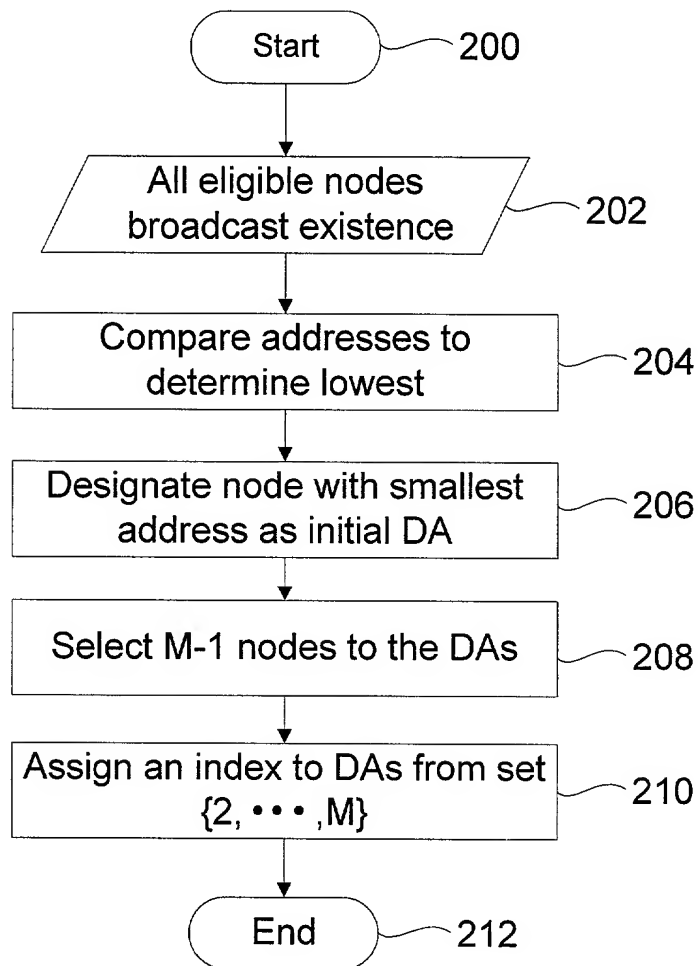 Start
200
All eligible nodes
broadcast existence
202
Compare addresses to
determine lowest
204
Designate node with smallest
address as initial DA
206
Select M-1 nodes to the DAs
208
Assign an index to DAs from set
{2, • • • ,M}
210
End
212